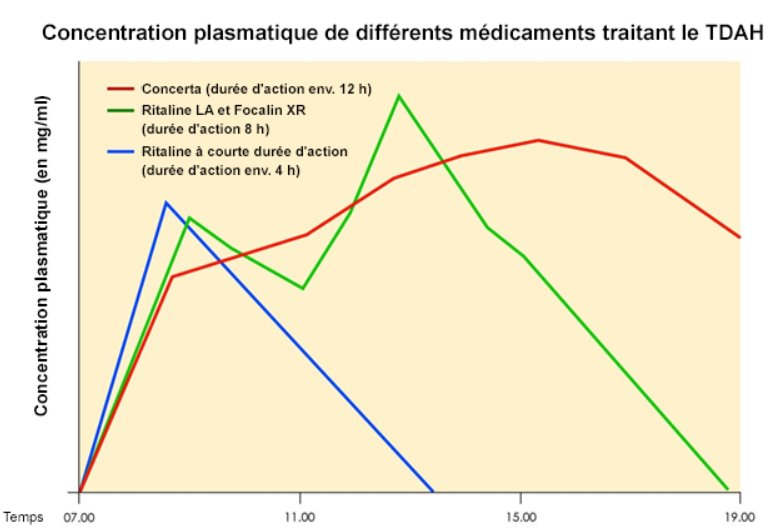 Concentration plasmatique de différents médicaments traitant le TDAH
Concentration plasmatique (en mg/ml)
Concerta (durée d'action env. 12 h)
Ritaline LA et Focalin XR
(durée d'action 8 h)
Ritaline à courte durée d'action
(durée d'action env. 4 h)
Temps 07.00 11.00 15.00 19.00